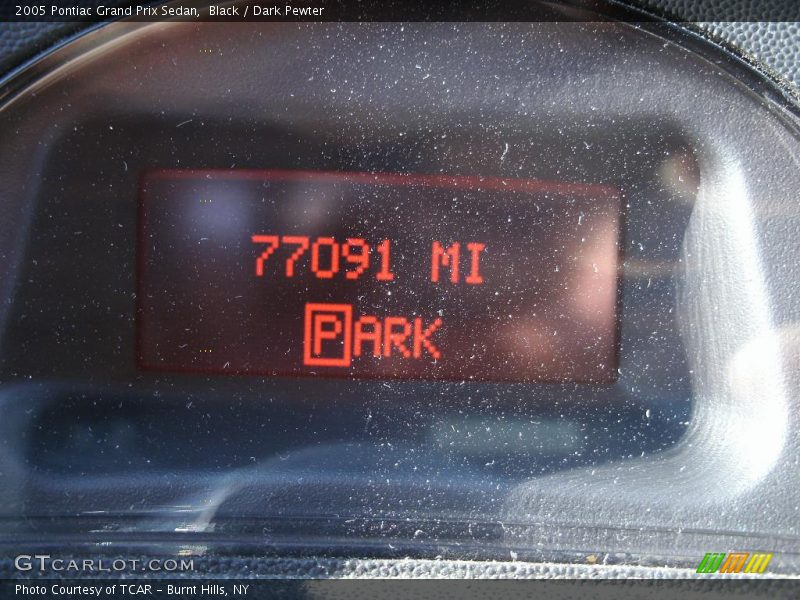 2005 Pontiac Grand Prix Sedan,  Black / Dark Pewter
77091 MI
PARK
GTCARLOT.COM
Photo Courtesy of TCAR - Burnt Hills, NY